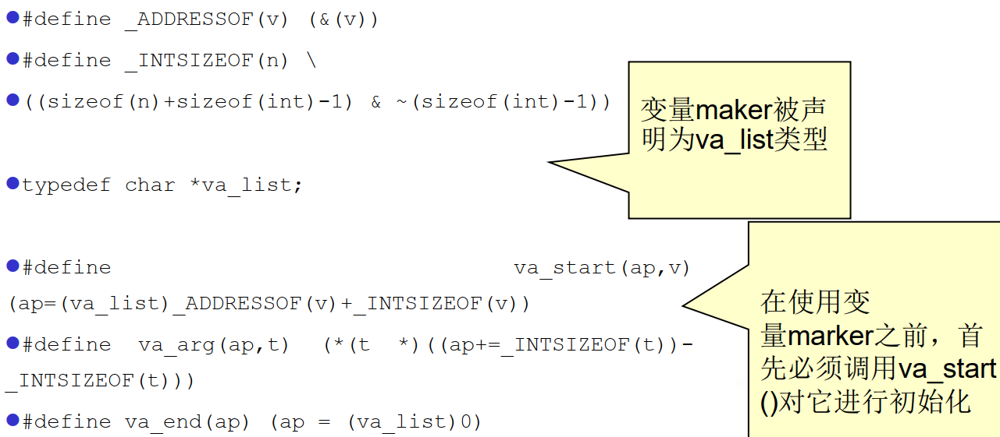 ●#define _ADDRESSOF(v) (&(v))
●#define _INTSIZEOF(n) \
●((sizeof(n)+sizeof(int)-1) & ~(sizeof(int)-1))
变量maker被声
明为va_list类型
●typedef char *va_list;
●#define va_start(ap,v)
(ap=(va_list)_ADDRESSOF(v)+_INTSIZEOF(v))
●#define va_arg(ap,t) (*(t *)((ap+=_INTSIZEOF(t))-
_INTSIZEOF(t)))
●#define va_end(ap) (ap = (va_list)0)
在使用变
量marker之前，首
先必须调用va_start
()对它进行初始化